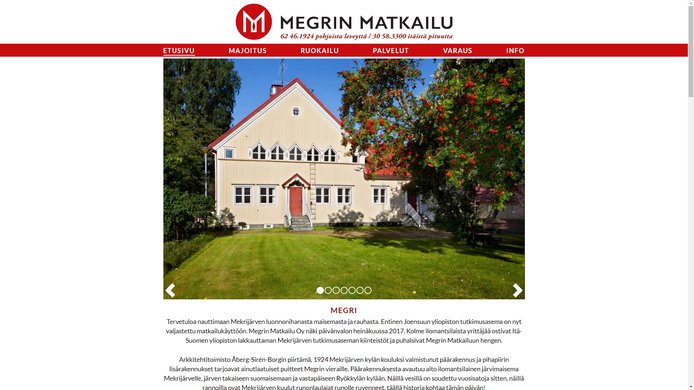 MEGRIN MATKAILU
62 46.1924 pohjoista leveyttä / 30 58.3300 itäistä pituutta
ETUSIVU MAJOITUS RUOKAILU PALVELUT VARAUS INFO
MEGRI
Tervetuloa nauttimaan Mekrijärven luonnonihanasta maisemasta ja rauhasta. Entinen Joensuun yliopiston tutkimusasema on nyt
valjastettu matkailukäyttöön. Megrin Matkailu Oy näki päivänvalon heinäkuussa 2017. Kolme ilomantsilaista yrittäjää ostivat Itä-
Suomen yliopiston lakkauttaman Mekrijärven tutkimusaseman kiinteistöt ja puhalsivat Megrin Matkailuun hengen.
Arkkitehtitoimisto Åberg-Sirén-Borgin piirtämä, 1924 Mekrijärven kylän kouluksi valmistunut päärakennus ja pihapiirin
lisärakennukset tarjoavat ainutlaatuiset puitteet Megrin vieraille. Päärakennuksesta avautuu aito ilomantsilainen järvimaisema
Mekrijärvelle, järven takaiseen suomaisemaan ja vastapäiseen Ryökkylän kylään. Näillä vesillä on soudettu vuosisatoja sitten, näillä
rannoilla ovat Mekrijärven kuulut runonlaulajat runolle ruvenneet, täällä historia kohtaa tämän päivän!